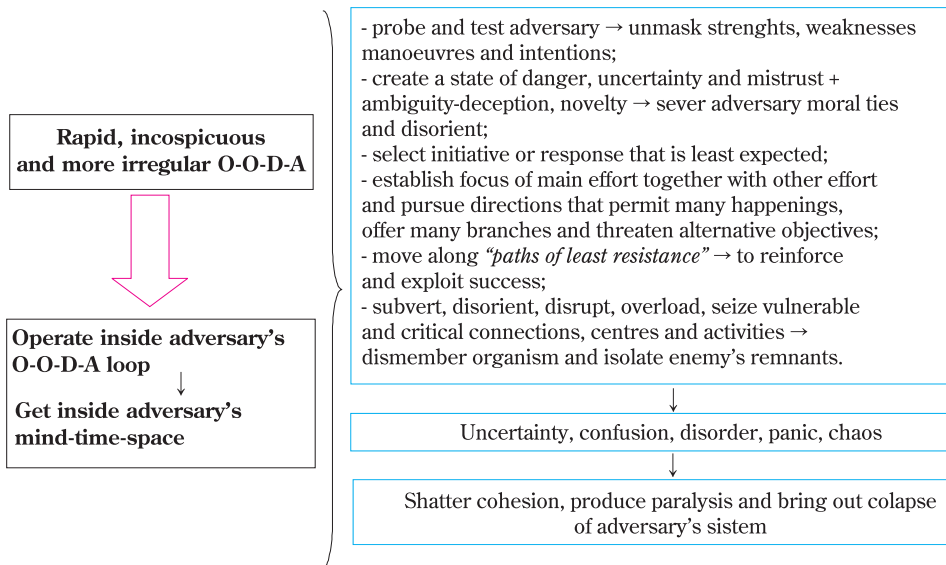 Rapid, incospicuous
and more irregular O-O-D-A
Operate inside adversary's
O-O-D-A loop
↓
Get inside adversary's
mind-time-space
- probe and test adversary → unmask strenghts, weaknesses
manoeuvres and intentions;
- create a state of danger, uncertainty and mistrust +
ambiguity-deception, novelty → sever adversary moral ties
and disorient;
- select initiative or response that is least expected;
- establish focus of main effort together with other effort
and pursue directions that permit many happenings,
offer many branches and threaten alternative objectives;
- move along "paths of least resistance" → to reinforce
and exploit success;
- subvert, disorient, disrupt, overload, seize vulnerable
and critical connections, centres and activities →
dismember organism and isolate enemy's remnants.
↓
Uncertainty, confusion, disorder, panic, chaos
↓
Shatter cohesion, produce paralysis and bring out colapse
of adversary's sistem